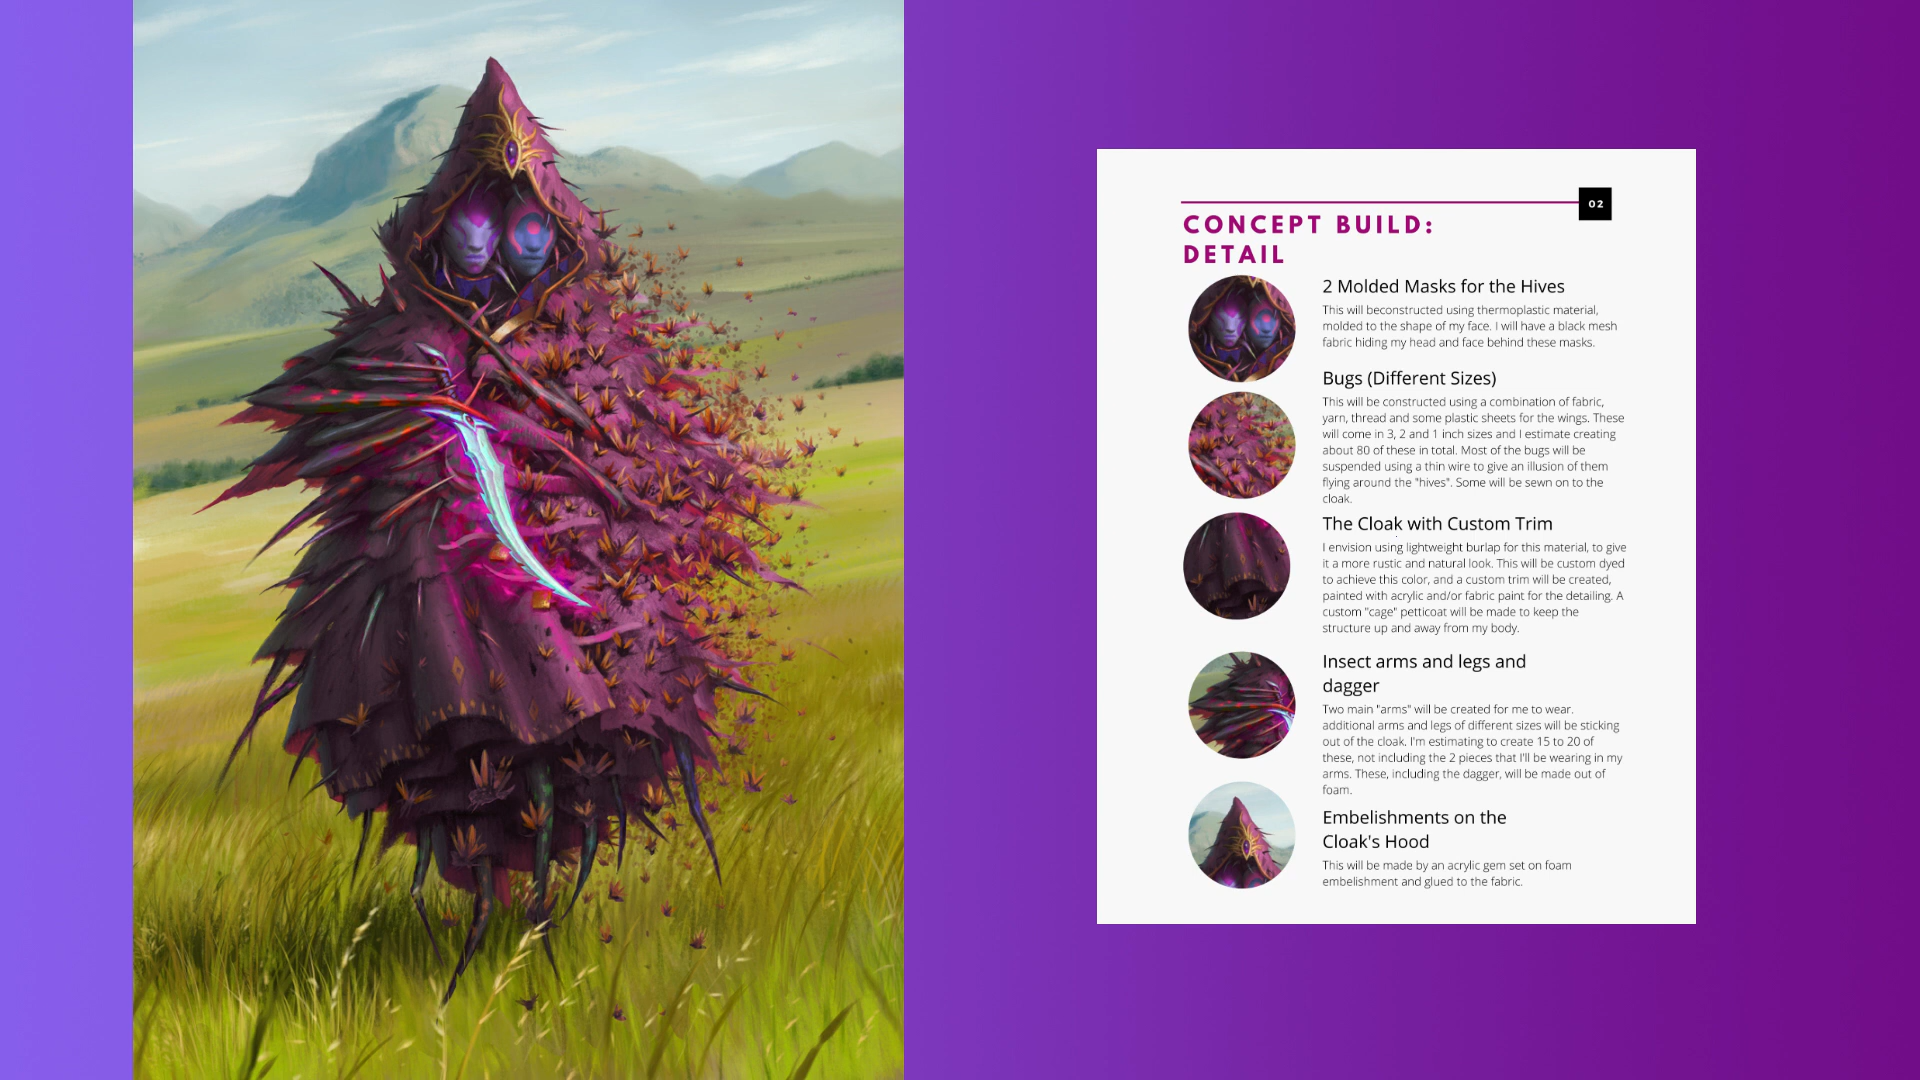 02
CONCEPT BUILD:
DETAIL
2 Molded Masks for the Hives
This will beconstructed using thermoplastic material,
molded to the shape of my face. I will have a black mesh
fabric hiding my head and face behind these masks.
Bugs (Different Sizes)
This will be constructed using a combination of fabric,
yarn, thread and some plastic sheets for the wings. These
will come in 3, 2 and 1 inch sizes and I estimate creating
about 80 of these in total. Most of the bugs will be
suspended using a thin wire to give an illusion of them
flying around the "hives". Some will be sewn on to the
cloak.
The Cloak with Custom Trim
I envision using lightweight burlap for this material, to give
it a more rustic and natural look. This will be custom dyed
to achieve this color, and a custom trim will be created,
painted with acrylic and/or fabric paint for the detailing. A
custom "cage" petticoat will be made to keep the
structure up and away from my body.
Insect arms and legs and
dagger
Two main "arms" will be created for me to wear.
additional arms and legs of different sizes will be sticking
out of the cloak. I'm estimating to create 15 to 20 of
these, not including the 2 pieces that I'll be wearing in my
arms. These, including the dagger, will be made out of
foam.
Embelishments on the
Cloak's Hood
This will be made by an acrylic gem set on foam
embelishment and glued to the fabric.